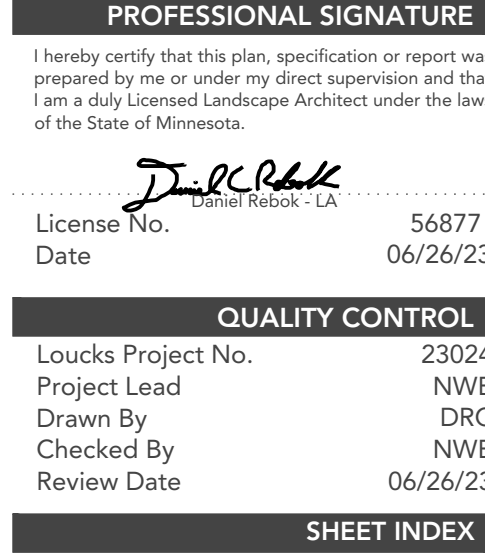 PROFESSIONAL SIGNATURE
I hereby certify that this plan, specification or report wa
prepared by me or under my direct supervision and tha
I am a duly Licensed Landscape Architect under the law
of the State of Minnesota.
Daniel C Rebok
Daniel Rebok - LA
License No. 56877
Date 06/26/23
QUALITY CONTROL
Loucks Project No. 23024
Project Lead NWB
Drawn By DRC
Checked By NWB
Review Date 06/26/23
SHEET INDEX